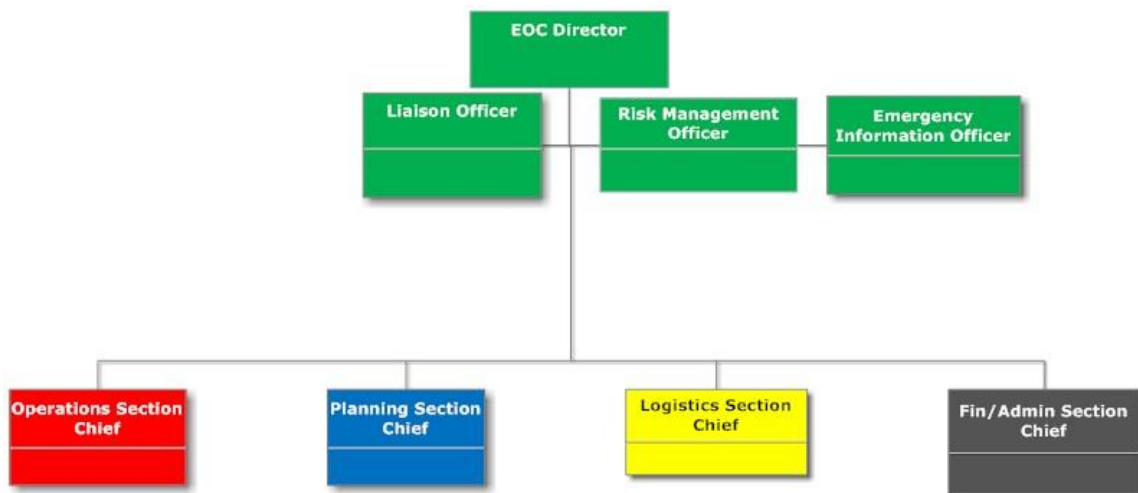 EOC Director
Liaison Officer
Risk Management
Officer
Emergency
Information Officer
Operations Section
Chief
Planning Section
Chief
Logistics Section
Chief
Fin/Admin Section
Chief